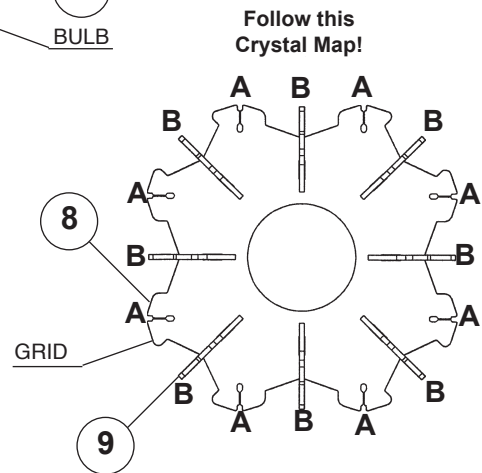 BULB
Follow this
Crystal Map!
A B A
B B
A A
8
B B
A A
GRID
B B
A B A
9